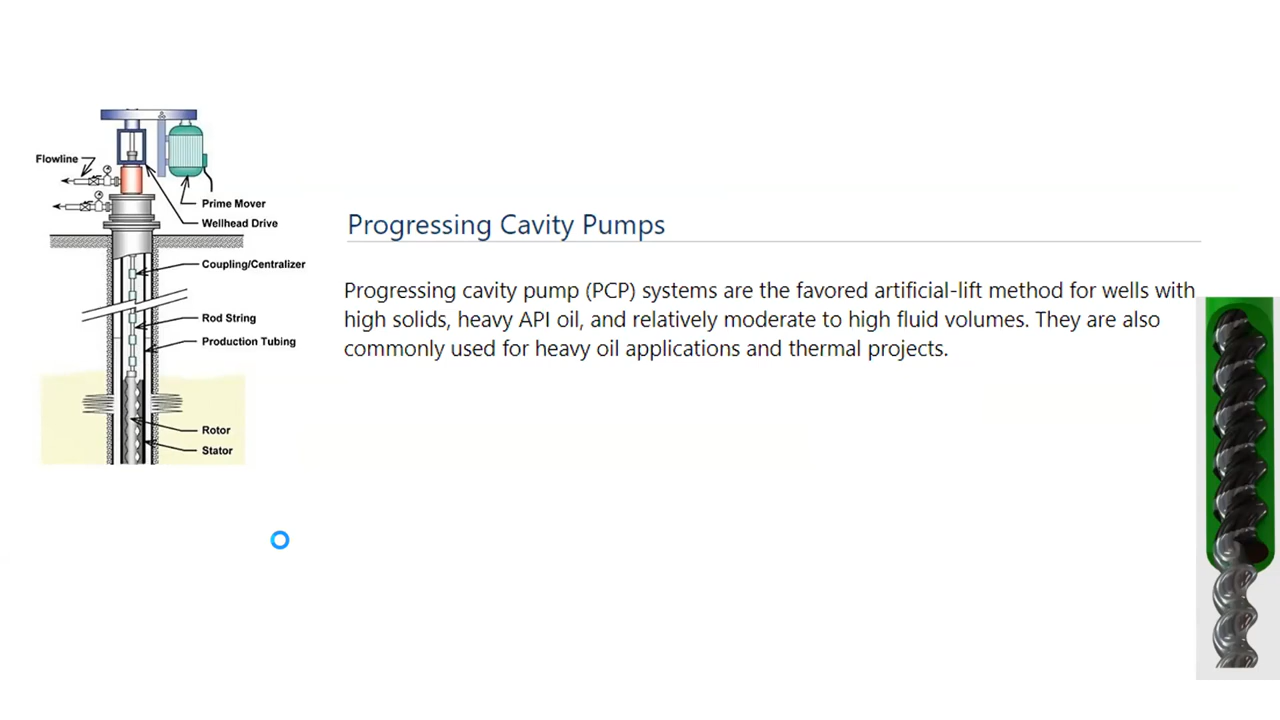 Flowline
Prime Mover
Wellhead Drive
Coupling/Centralizer
Rod String
Production Tubing
Rotor
Stator
Progressing Cavity Pumps
Progressing cavity pump (PCP) systems are the favored artificial-lift method for wells with
high solids, heavy API oil, and relatively moderate to high fluid volumes. They are also
commonly used for heavy oil applications and thermal projects.